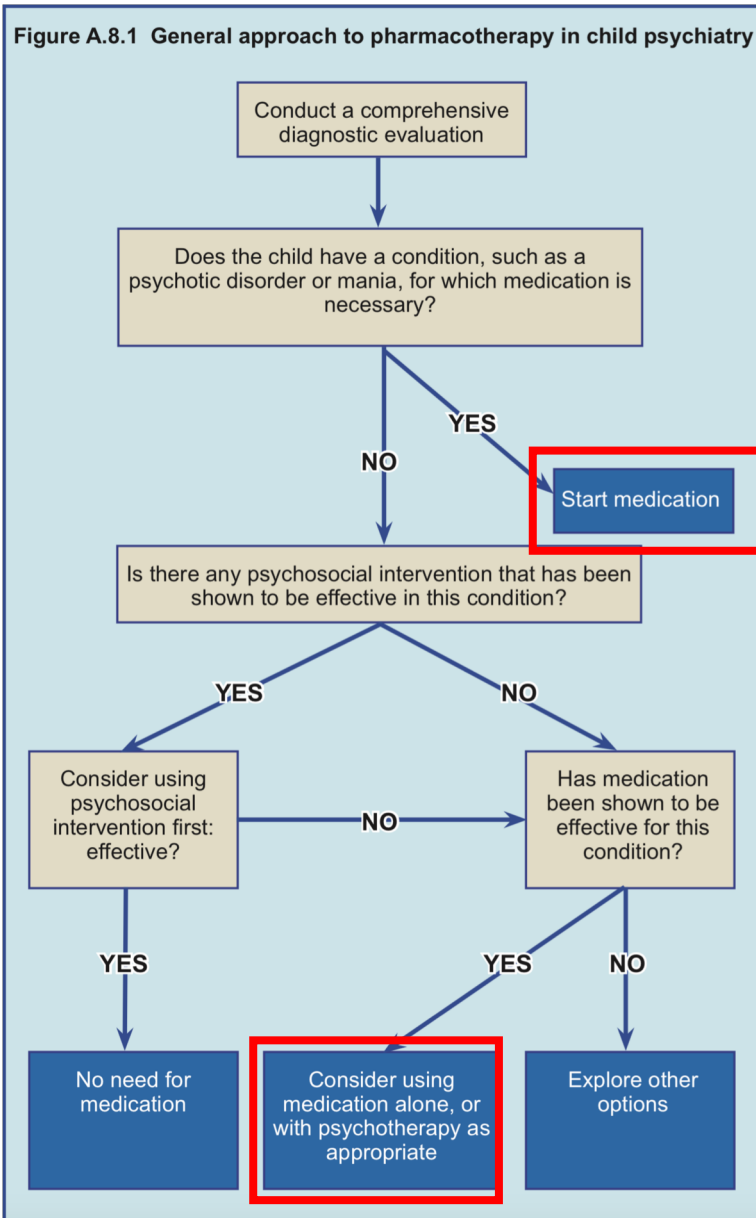 Figure A.8.1 General approach to pharmacotherapy in child psychiatry
Conduct a comprehensive
diagnostic evaluation
Does the child have a condition, such as a
psychotic disorder or mania, for which medication is
necessary?
YES
NO
Start medication
Is there any psychosocial intervention that has been
shown to be effective in this condition?
YES
NO
Consider using
psychosocial
intervention first:
effective?
NO
Has medication
been shown to be
effective for this
condition?
YES
YES
NO
No need for
medication
Consider using
medication alone, or
with psychotherapy as
appropriate
Explore other
options